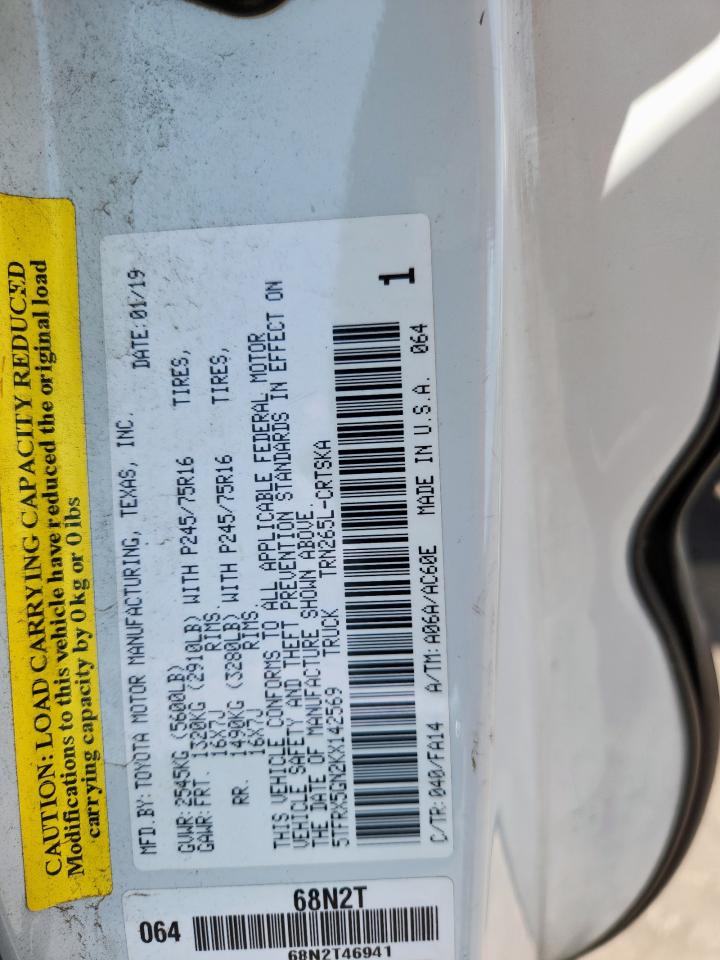 CAUTION: LOAD CARRYING CAPACITY REDUCED
Modifications to this vehicle have reduced the original load
carrying capacity by 0 kg or 0 lbs
MFD.BY:TOYOTA MOTOR MANUFACTURING, TEXAS, INC. DATE:01/19
GVWR:2545KG (5600LB)
GAWR:FRT. 1320KG (2910LB) WITH P245/75R16 TIRES,
16X7J RIMS.
RR. 1490KG (3280LB) WITH P245/75R16 TIRES,
16X7J RIMS.
THIS VEHICLE CONFORMS TO ALL APPLICABLE FEDERAL MOTOR
VEHICLE SAFETY AND THEFT PREVENTION STANDARDS IN EFFECT ON
THE DATE OF MANUFACTURE SHOWN ABOVE.
5TFRX5GN2KX142569 TRUCK TRN265L-CRTSKA
1
C/TR:040/FA14 A/TM:A06A/AC60E MADE IN U.S.A. 064
68N2T
064
68N2T46941